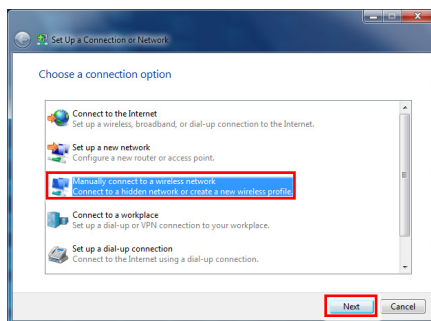 Set Up a Connection or Network
Choose a connection option
Connect to the Internet
Set up a wireless, broadband, or dial-up connection to the Internet.
Set up a new network
Configure a new router or access point.
Manually connect to a wireless network
Connect to a hidden network or create a new wireless profile.
Connect to a workplace
Set up a dial-up or VPN connection to your workplace.
Set up a dial-up connection
Connect to the Internet using a dial-up connection.
Next Cancel